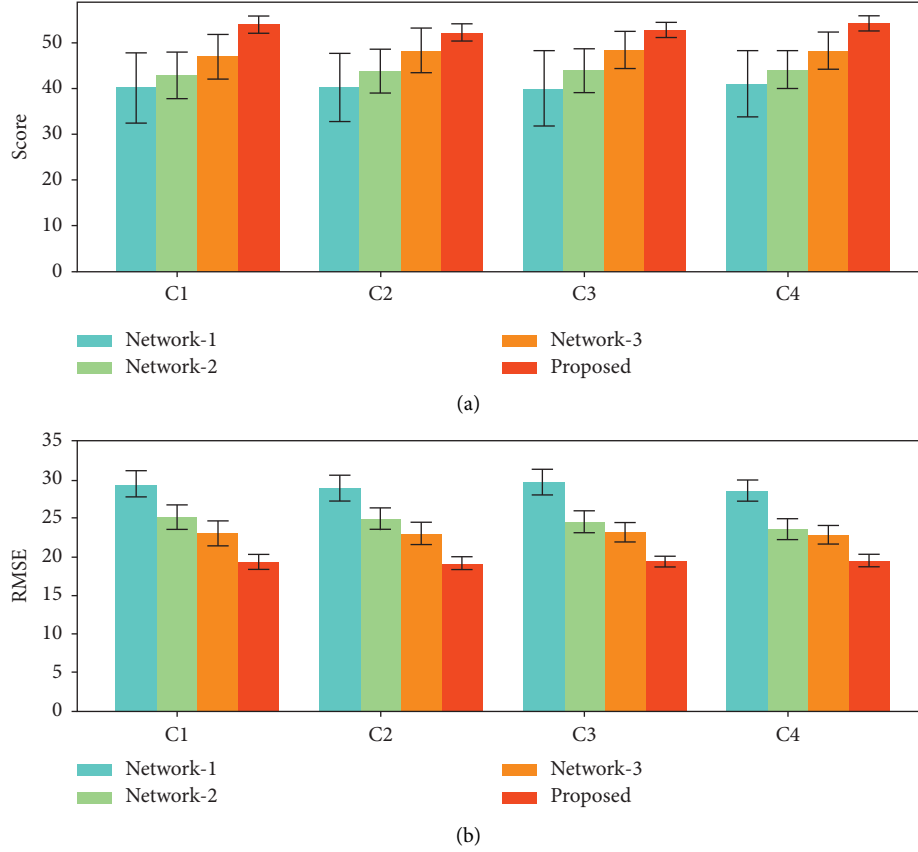 50
40
30
20
10
0
Score
C1 C2 C3 C4
Network-1 Network-3
Network-2 Proposed
(a)
35
30
25
20
15
10
5
0
RMSE
C1 C2 C3 C4
Network-1 Network-3
Network-2 Proposed
(b)